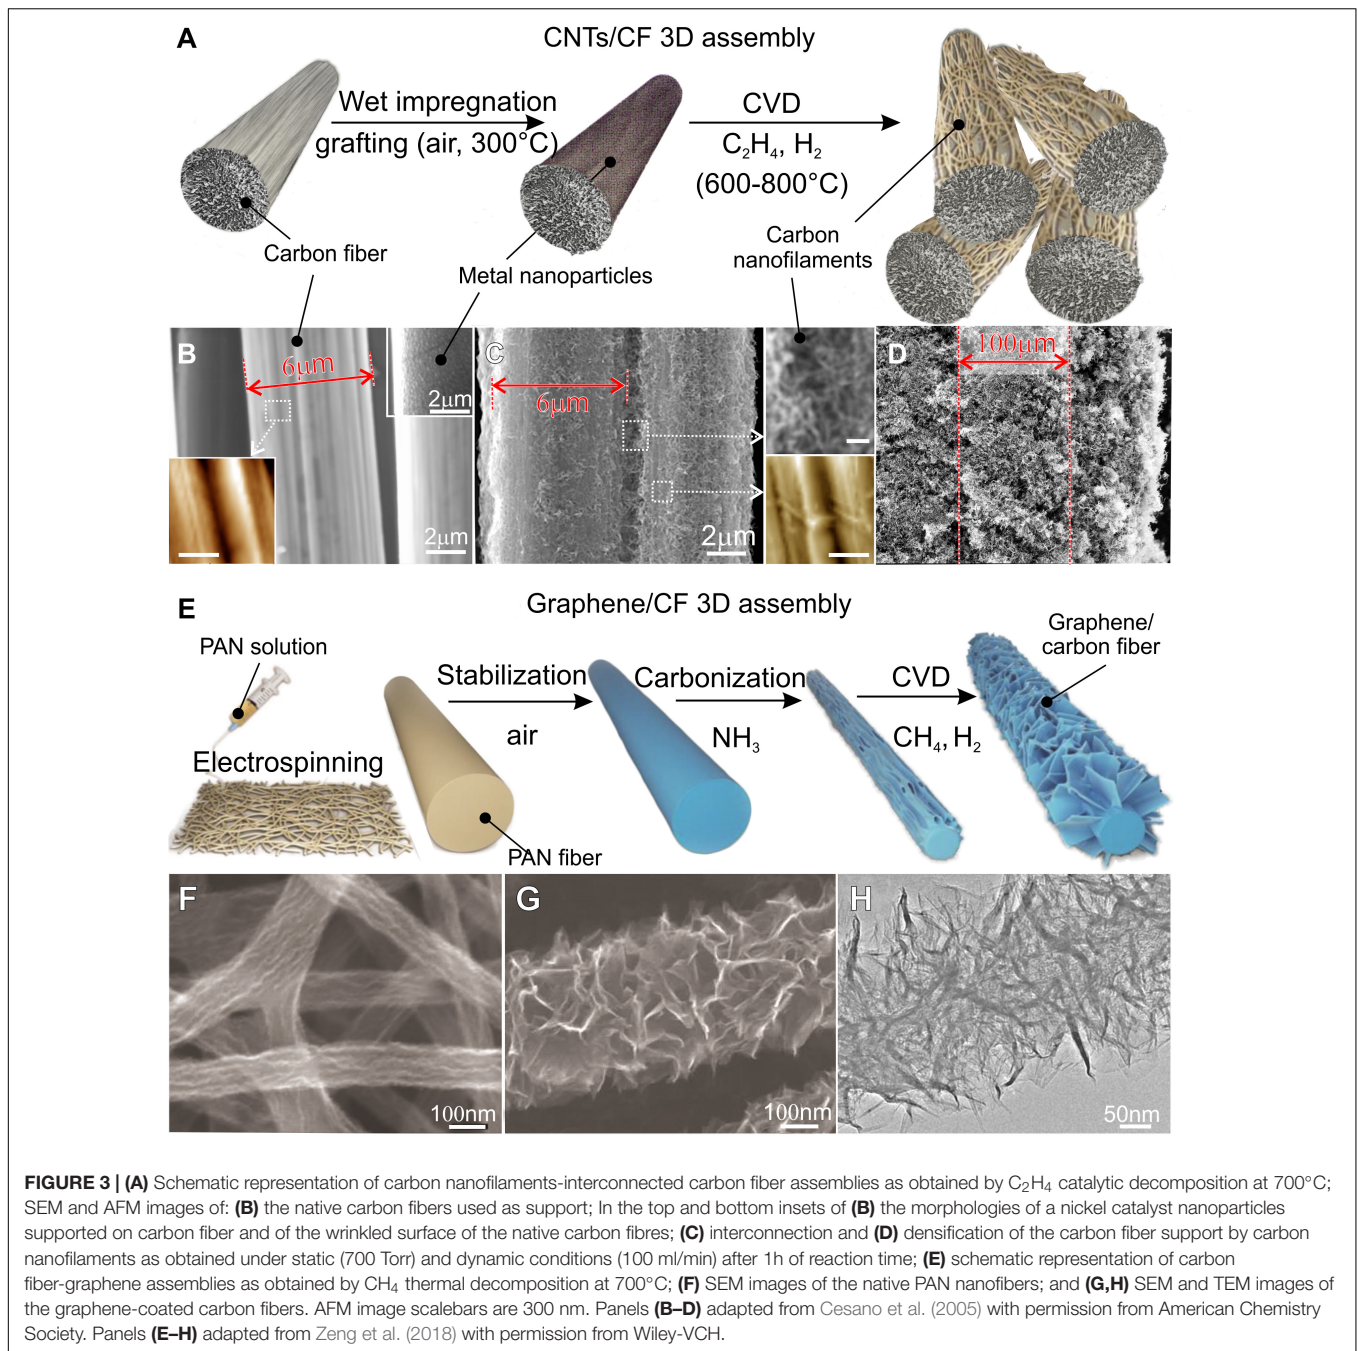 A
CNTs/CF 3D assembly
Wet impregnation
grafting (air, 300°C)
CVD
C₂H₄, H₂
(600-800°C)
Carbon fiber
Metal nanoparticles
Carbon
nanofilaments
B
6µm
2µm
2µm
C
6µm
2µm
D
100µm
E
Graphene/CF 3D assembly
PAN solution
Electrospinning
Stabilization
air
PAN fiber
Carbonization
NH₃
CVD
CH₄, H₂
Graphene/
carbon fiber
F
100nm
G
100nm
H
50nm
FIGURE 3 | (A) Schematic representation of carbon nanofilaments-interconnected carbon fiber assemblies as obtained by C₂H₄ catalytic decomposition at 700°C;
SEM and AFM images of: (B) the native carbon fibers used as support; In the top and bottom insets of (B) the morphologies of a nickel catalyst nanoparticles
supported on carbon fiber and of the wrinkled surface of the native carbon fibres; (C) interconnection and (D) densification of the carbon fiber support by carbon
nanofilaments as obtained under static (700 Torr) and dynamic conditions (100 ml/min) after 1h of reaction time; (E) schematic representation of carbon
fiber-graphene assemblies as obtained by CH₄ thermal decomposition at 700°C; (F) SEM images of the native PAN nanofibers; and (G,H) SEM and TEM images of
the graphene-coated carbon fibers. AFM image scalebars are 300 nm. Panels (B–D) adapted from Cesano et al. (2005) with permission from American Chemistry
Society. Panels (E–H) adapted from Zeng et al. (2018) with permission from Wiley-VCH.